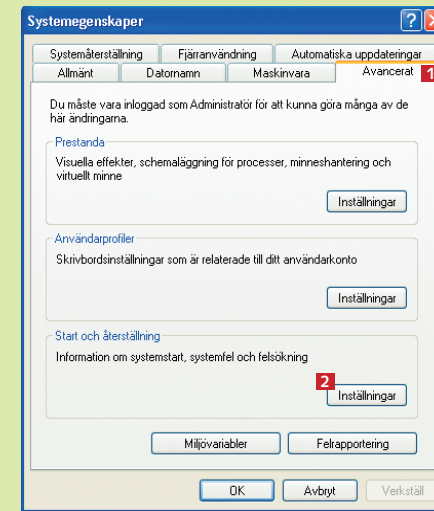 Systemegenskaper
Systemåterställning Fjärranvändning Automatiska uppdateringar
Allmänt Datornamn Maskinvara Avancerat 1
Du måste vara inloggad som Administratör för att kunna göra många av de
här ändringarna.
Prestanda
Visuella effekter, schemaläggning för processer, minneshantering och
virtuellt minne
Inställningar
Användarprofiler
Skrivbordsinställningar som är relaterade till ditt användarkonto
Inställningar
Start och återställning
Information om systemstart, systemfel och felsökning
2
Inställningar
Miljövariabler Felrapportering
OK Avbryt Verkställ